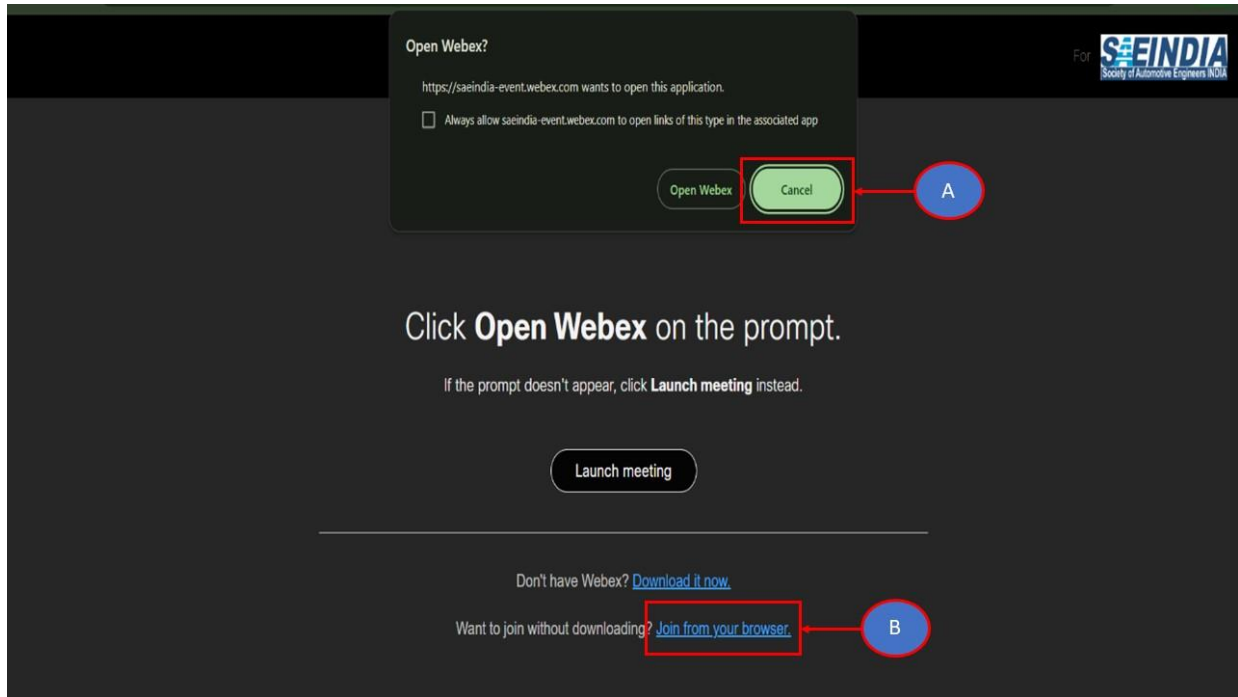 Open Webex?
For SAEINDIA
Society of Automotive Engineers INDIA
https://saeindia-event.webex.com wants to open this application.
Always allow saeindia-event.webex.com to open links of this type in the associated app
Open Webex Cancel A
Click Open Webex on the prompt.
If the prompt doesn't appear, click Launch meeting instead.
Launch meeting
Don't have Webex? Download it now.
Want to join without downloading? Join from your browser. B